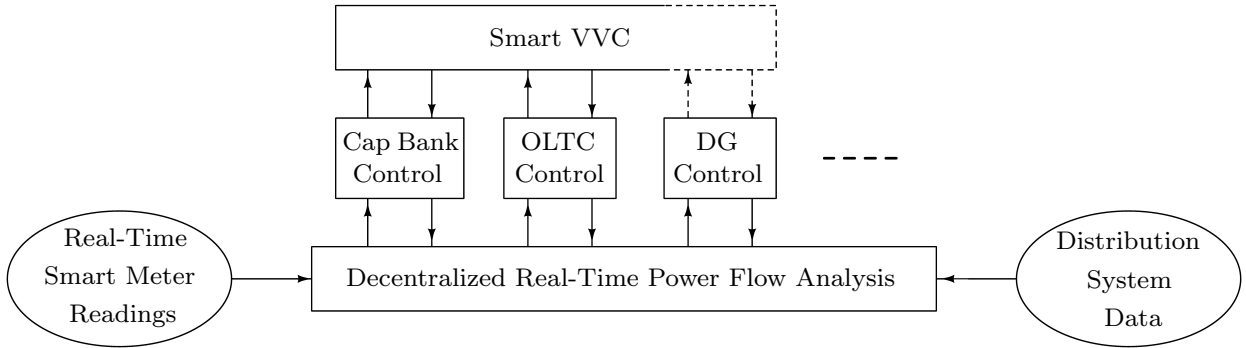 Smart VVC
Cap Bank
Control
OLTC
Control
DG
Control
Real-Time
Smart Meter
Readings
Decentralized Real-Time Power Flow Analysis
Distribution
System
Data